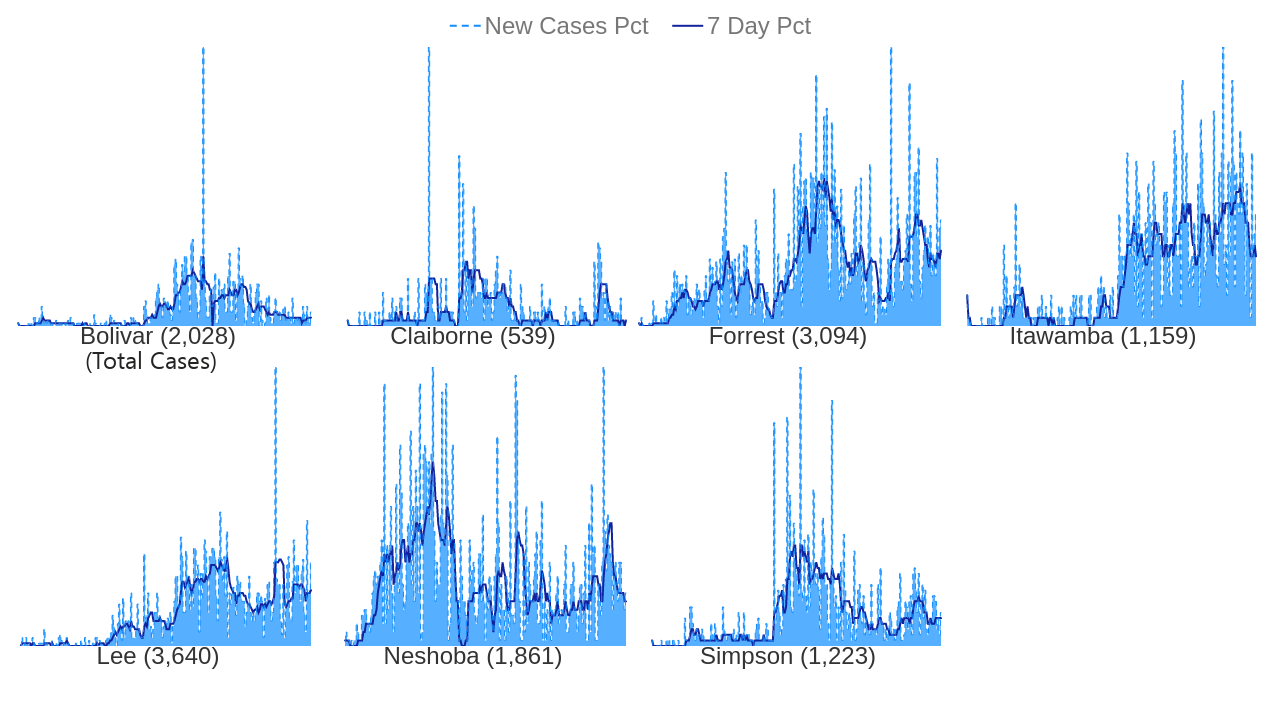 New Cases Pct 7 Day Pct
Bolivar (2,028) Claiborne (539) Forrest (3,094) Itawamba (1,159)
(Total Cases)
Lee (3,640) Neshoba (1,861) Simpson (1,223)